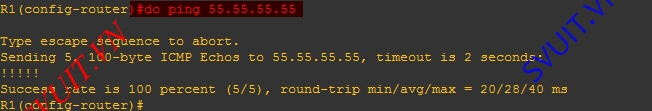 R1(config-router)#do ping 55.55.55.55
Type escape sequence to abort.
Sending 5, 100-byte ICMP Echos to 55.55.55.55, timeout is 2 seconds:
!!!!!
Success rate is 100 percent (5/5), round-trip min/avg/max = 20/28/40 ms
R1(config-router)#
VUIT.VN
SVUIT.V